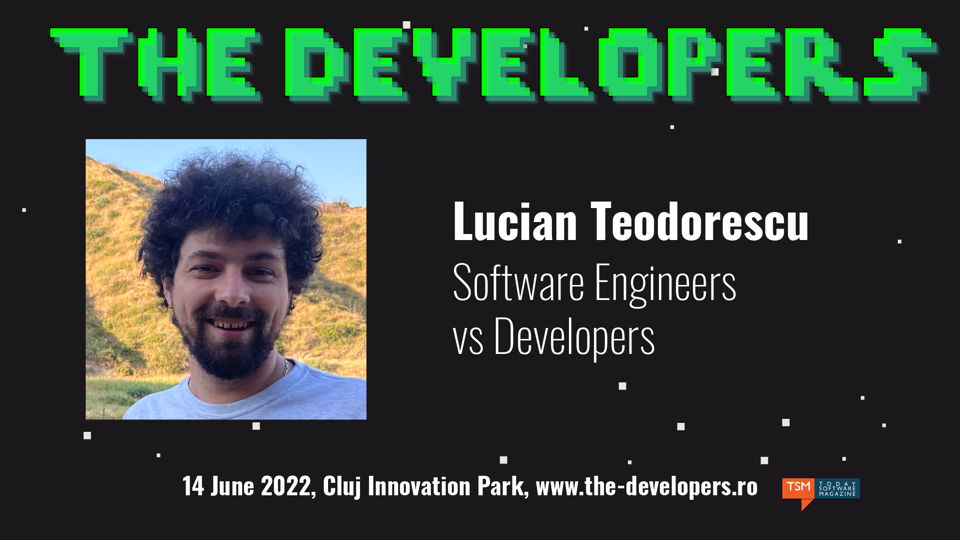 THE DEVELOPERS
Lucian Teodorescu
Software Engineers
vs Developers
14 June 2022, Cluj Innovation Park, www.the-developers.ro
TSM
TODAY
SOFTWARE
MAGAZINE